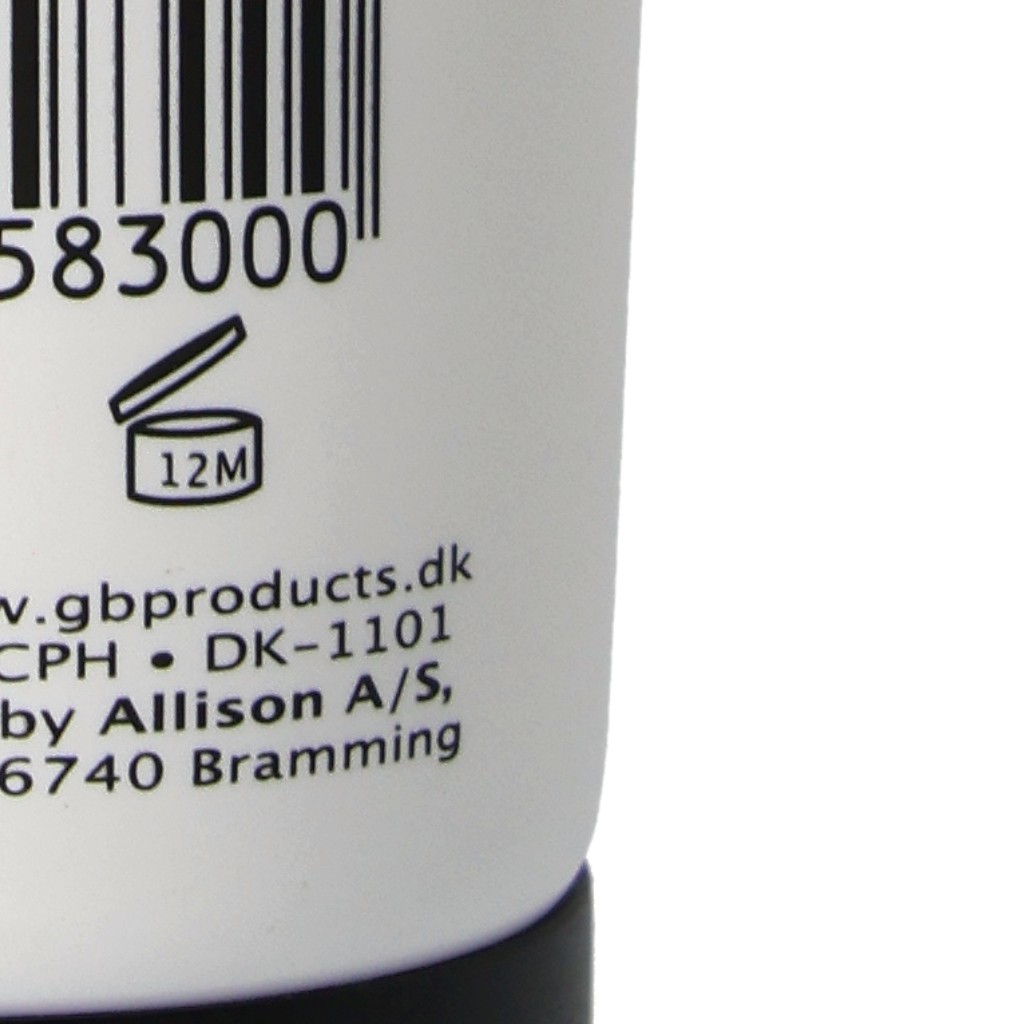 583000
12M
w.gbproducts.dk
CPH • DK-1101
by Allison A/S,
6740 Bramming